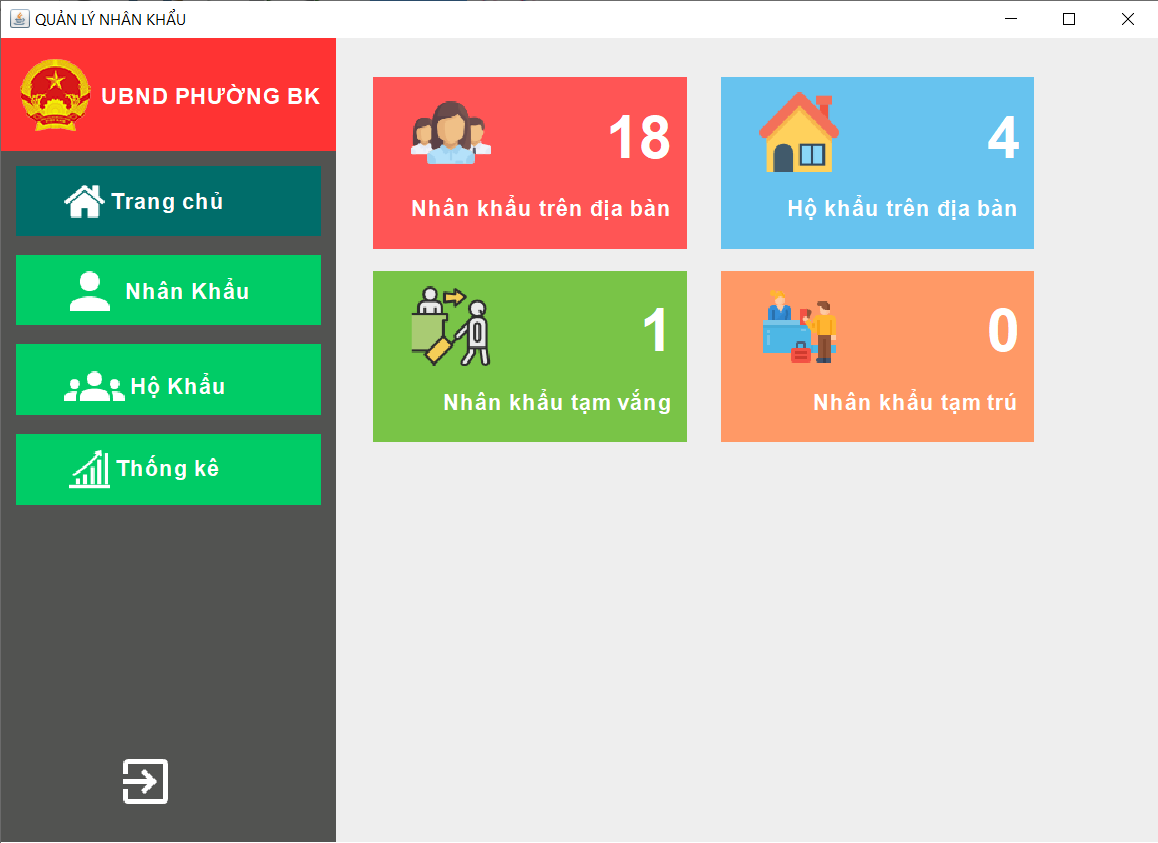 QUẢN LÝ NHÂN KHẨU
UBND PHƯỜNG BK
Trang chủ
Nhân Khẩu
Hộ Khẩu
Thống kê
18
Nhân khẩu trên địa bàn
4
Hộ khẩu trên địa bàn
1
Nhân khẩu tạm vắng
0
Nhân khẩu tạm trú